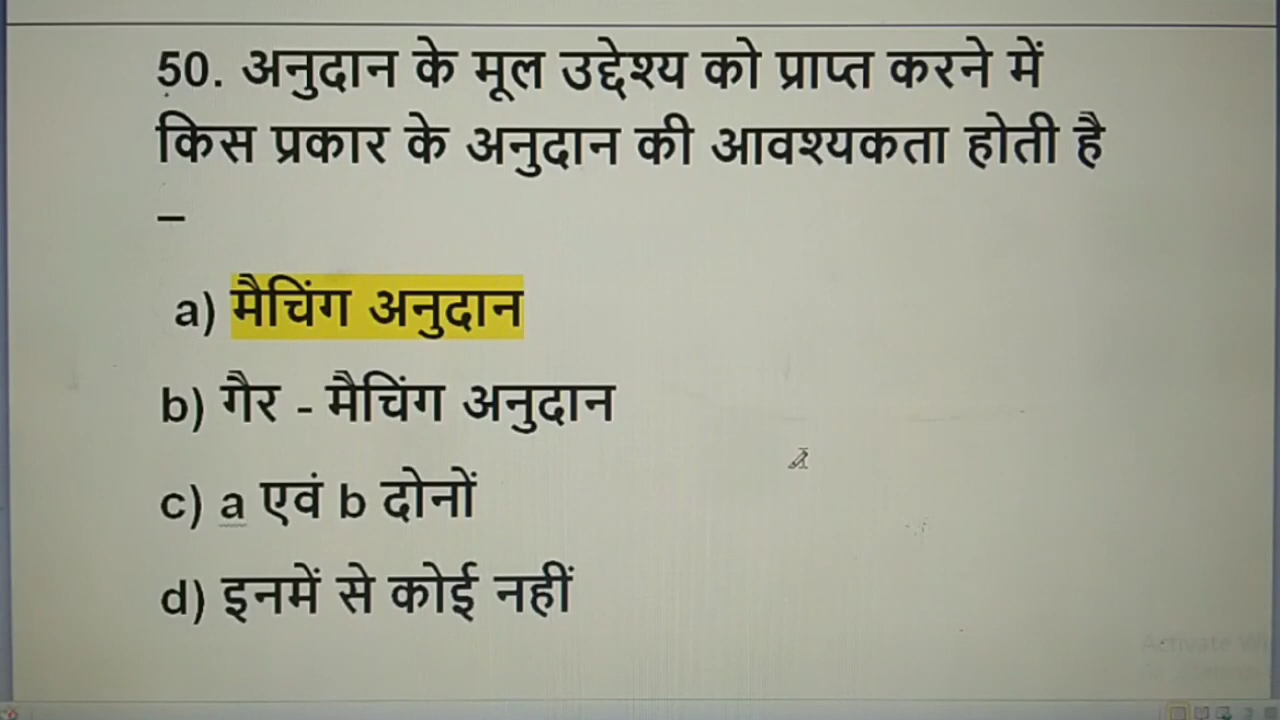 50. अनुदान के मूल उद्देश्य को प्राप्त करने में
किस प्रकार के अनुदान की आवश्यकता होती है
–
a) मैचिंग अनुदान
b) गैर - मैचिंग अनुदान
c) a एवं b दोनों
d) इनमें से कोई नहीं